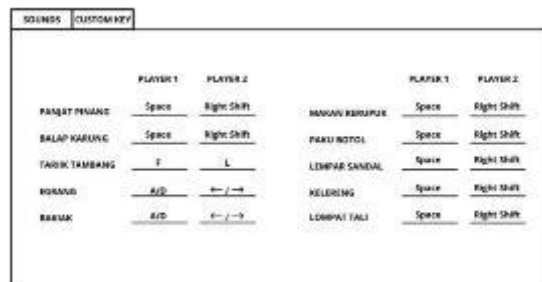 SOUNDS CUSTOM KEY
PLAYER 1 PLAYER 2 PLAYER 1 PLAYER 2
PANJAT PINANG Space Right Shift MAKAN KERUPUK Space Right Shift
BALAP KARUNG Space Right Shift PAKU BOTOL Space Right Shift
TARIK TAMBANG F L LEMPAR SANDAL Space Right Shift
EGRANG A/D ← / → KELERENG Space Right Shift
BAKIAK A/D ← / → LOMPAT TALI Space Right Shift